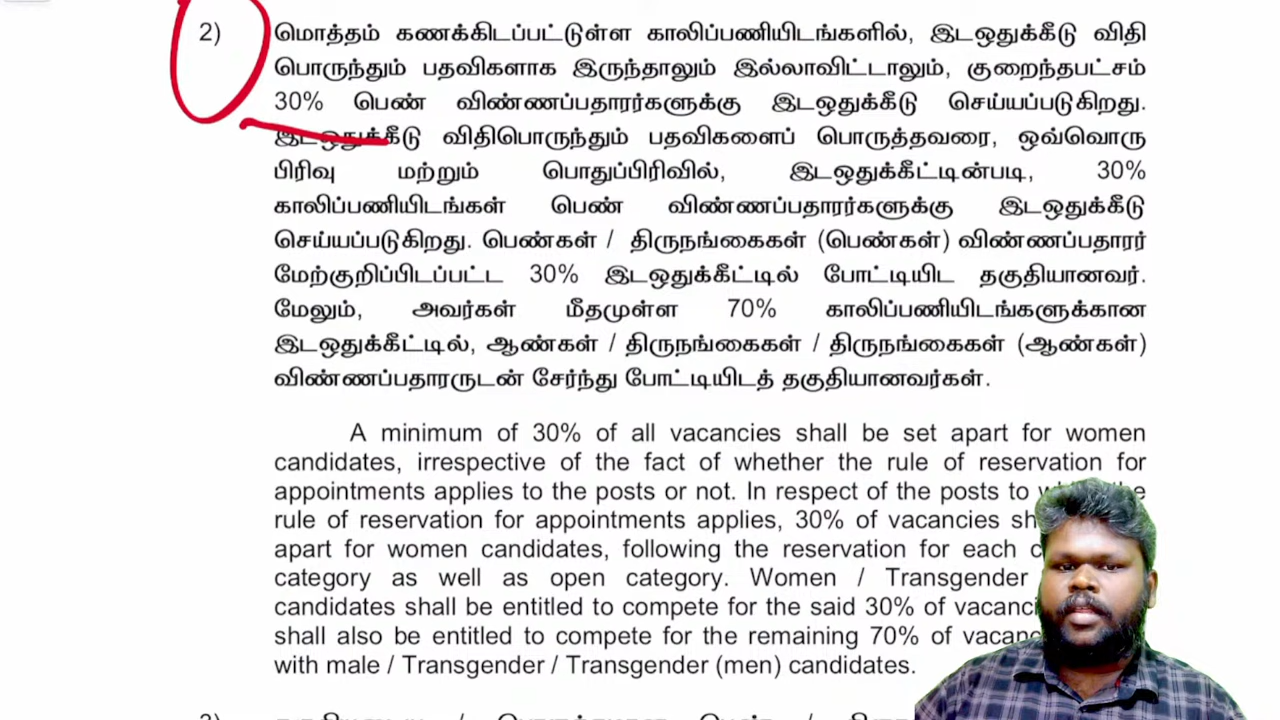 2) மொத்தம் கணக்கிடப்பட்டுள்ள காலிப்பணியிடங்களில், இடஒதுக்கீடு விதி
பொருந்தும் பதவிகளாக இருந்தாலும் இல்லாவிட்டாலும், குறைந்தபட்சம்
30% பெண் விண்ணப்பதாரர்களுக்கு இடஒதுக்கீடு செய்யப்படுகிறது.
இடஒதுக்கீடு விதிபொருந்தும் பதவிகளைப் பொருத்தவரை, ஒவ்வொரு
பிரிவு மற்றும் பொதுப்பிரிவில், இடஒதுக்கீட்டின்படி, 30%
காலிப்பணியிடங்கள் பெண் விண்ணப்பதாரர்களுக்கு இடஒதுக்கீடு
செய்யப்படுகிறது. பெண்கள் / திருநங்கைகள் (பெண்கள்) விண்ணப்பதாரர்
மேற்குறிப்பிடப்பட்ட 30% இடஒதுக்கீட்டில் போட்டியிட தகுதியானவர்.
மேலும், அவர்கள் மீதமுள்ள 70% காலிப்பணியிடங்களுக்கான
இடஒதுக்கீட்டில், ஆண்கள் / திருநங்கைகள் / திருநங்கைகள் (ஆண்கள்)
விண்ணப்பதாரருடன் சேர்ந்து போட்டியிடத் தகுதியானவர்கள்.
A minimum of 30% of all vacancies shall be set apart for women
candidates, irrespective of the fact of whether the rule of reservation for
appointments applies to the posts or not. In respect of the posts to
rule of reservation for appointments applies, 30% of vacancies
apart for women candidates, following the reservation for each
category as well as open category. Women / Transgender
candidates shall be entitled to compete for the said 30% of
shall also be entitled to compete for the remaining 70% of
with male / Transgender / Transgender (men) candidates.
3)